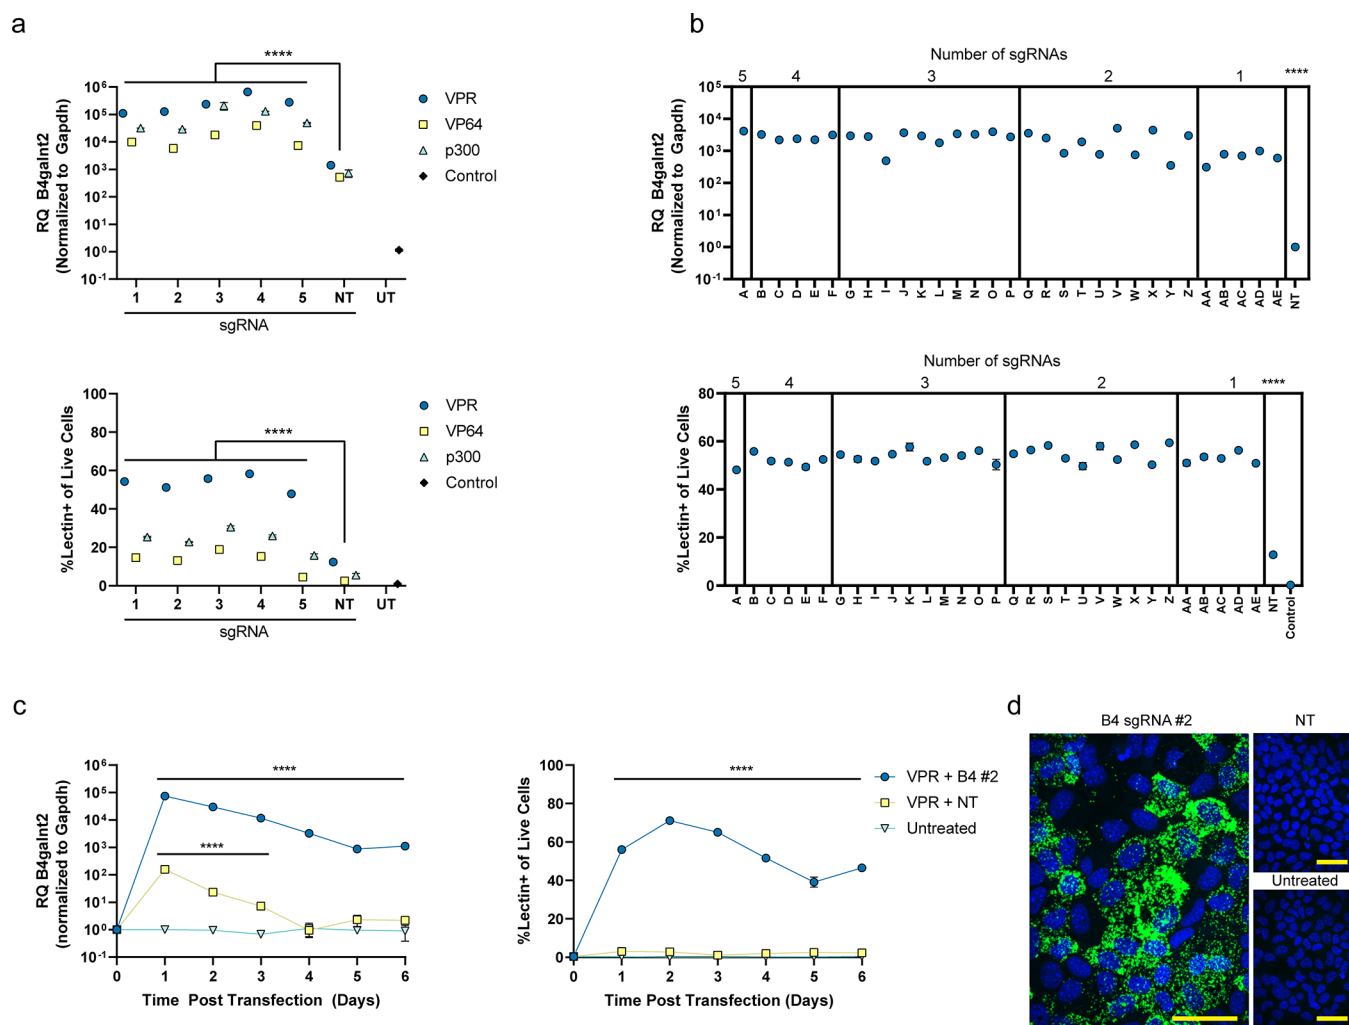 a
****
RQ B4galnt2
(Normalized to Gapdh)
10⁶
10⁵
10⁴
10³
10²
10¹
10⁰
10⁻¹
1 2 3 4 5 NT UT
sgRNA
VPR
VP64
p300
Control
****
%Lectin+ of Live Cells
100
80
60
40
20
0
1 2 3 4 5 NT UT
sgRNA
VPR
VP64
p300
Control
b
Number of sgRNAs
5 4 3 2 1 ****
RQ B4galnt2
(Normalized to Gapdh)
10⁵
10⁴
10³
10²
10¹
10⁰
10⁻¹
A B C D E F G H I J K L M N O P Q R S T U V W X Y Z AA AB AC AD AE NT
Number of sgRNAs
5 4 3 2 1 ****
%Lectin+ of Live Cells
80
60
40
20
0
A B C D E F G H I J K L M N O P Q R S T U V W X Y Z AA AB AC AD AE NT Control
c
RQ B4galnt2
(normalized to Gapdh)
10⁶
10⁵
10⁴
10³
10²
10¹
10⁰
10⁻¹
****
****
0 1 2 3 4 5 6
Time Post Transfection (Days)
%Lectin+ of Live Cells
100
80
60
40
20
0
****
0 1 2 3 4 5 6
Time Post Transfection (Days)
VPR + B4 #2
VPR + NT
Untreated
d
B4 sgRNA #2
NT
Untreated